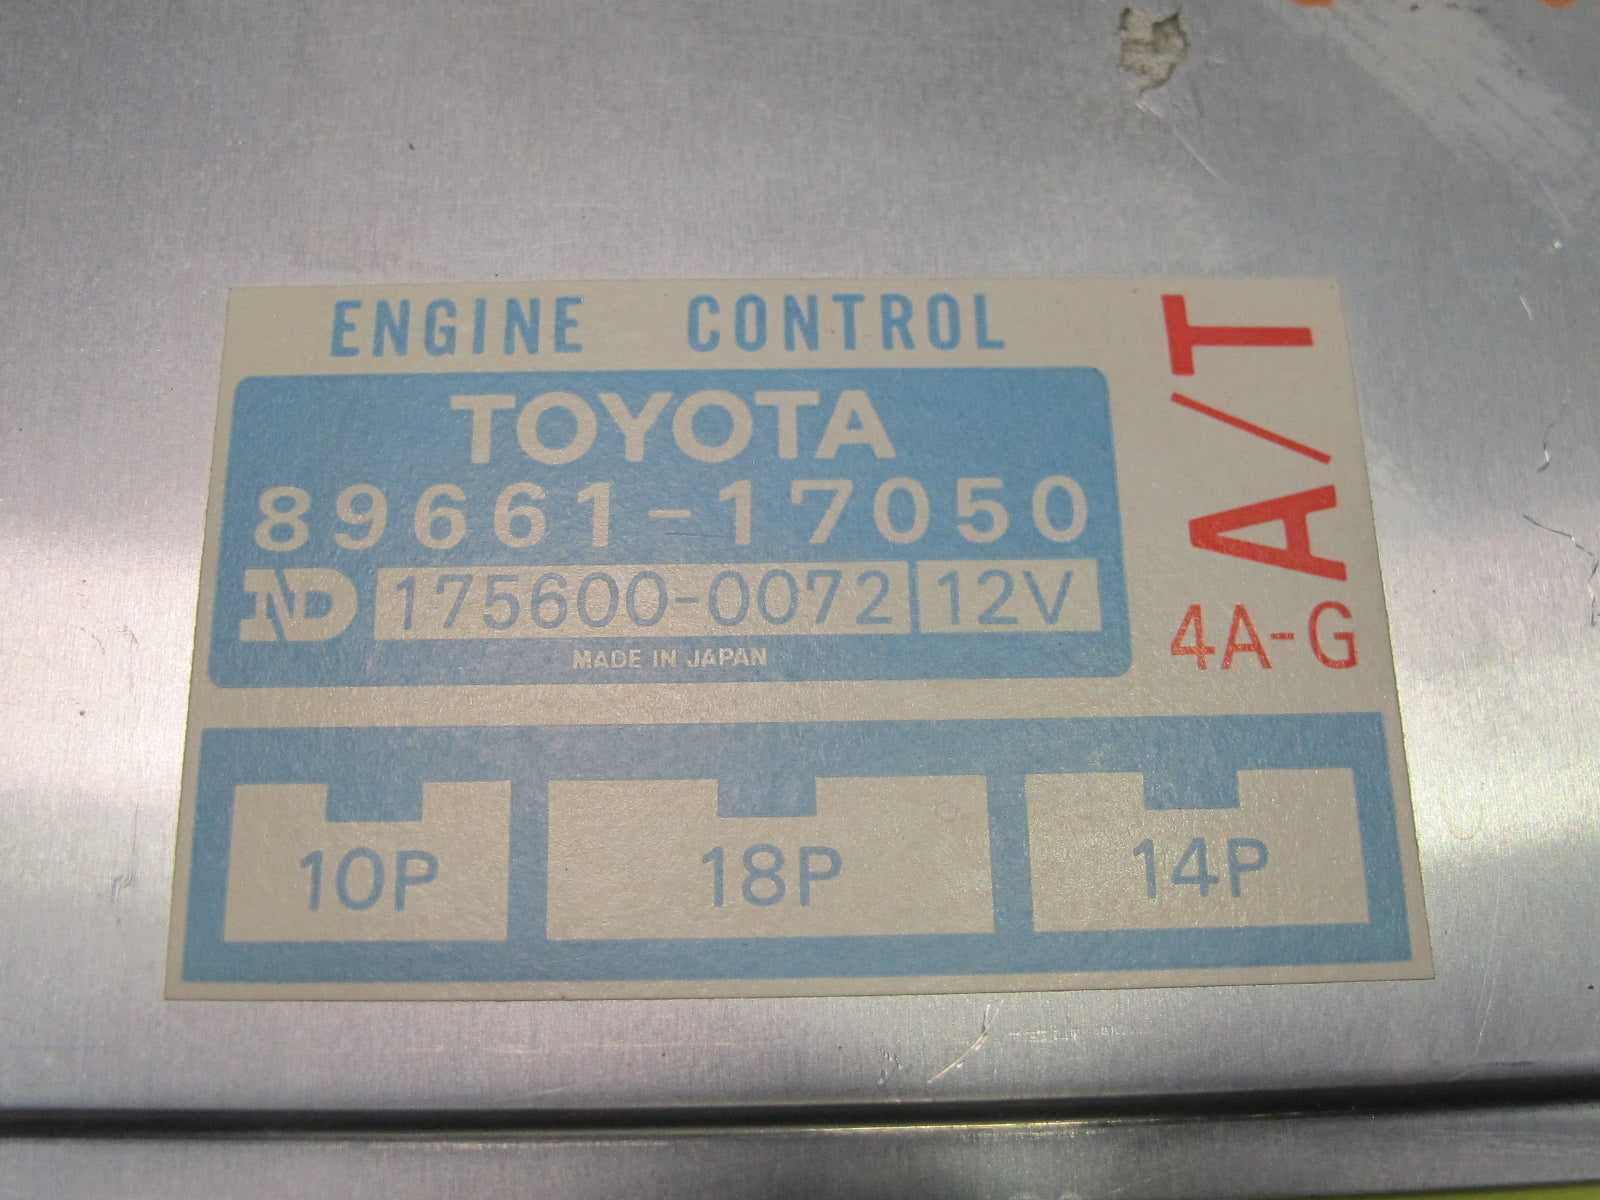 ENGINE CONTROL
TOYOTA
89661-17050
ND 175600-0072 12V
MADE IN JAPAN
A/T
4A-G
10P 18P 14P